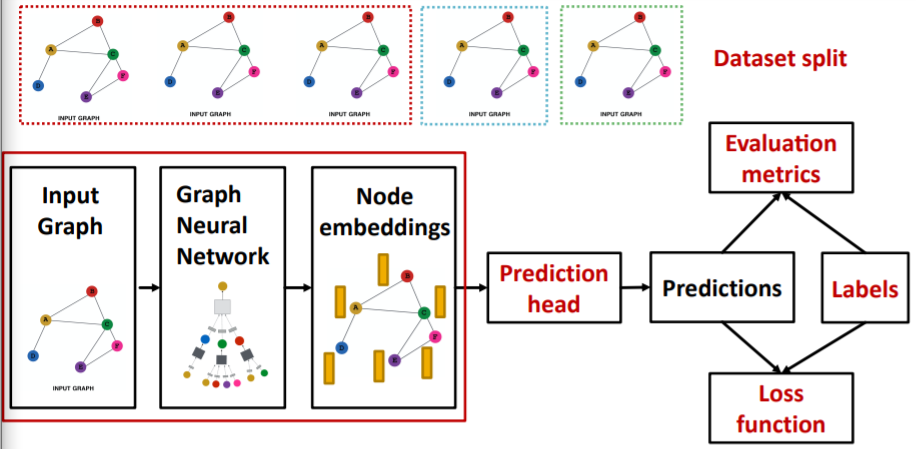 B
A
C
F
D
E
INPUT GRAPH
B
A
C
F
D
E
INPUT GRAPH
B
A
C
F
D
E
INPUT GRAPH
B
A
C
F
D
E
INPUT GRAPH
B
A
C
F
D
E
INPUT GRAPH
Dataset split
Input
Graph
B
A
C
F
D
E
INPUT GRAPH
Graph
Neural
Network
Node
embeddings
B
A
C
F
D
E
Prediction
head
Predictions
Labels
Evaluation
metrics
Loss
function